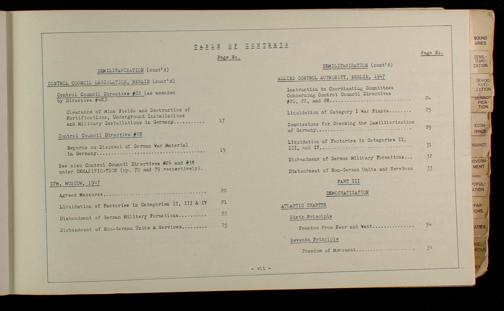 TABLE OF CONTENTS
Page No.
DEMILITARIZATION (cont'd)
CONTROL COUNCIL LEGISLATION, BERLIN (cont'd)
Control Council Directive #22 (as amended
by Directive
Clearance of Mine Fields and Destruction of
Fortifications, Underground Installations
and Military Installations in Germany.......... 17
Control Council Directive
Reports on Disposal of German War Material
in Germany.......... 19
See also Control Council Directives #24 and #38
under DENAZIFICATION (pp. and 79 respectively).
CFM, MOSCOW, 1947
Agreed Measures.......... 20
Liquidation of Factories in Categories II, III & IV 21
Disbandment of German Military Formations..........
Disbandment of Non-German Units & Services.......... 23
Page No.
DEMILITARIZATION (cont'd)
ALLIED CONTROL AUTHORITY, BERLIN, 1947
Instruction to Coordinating Committees
Concerning Control Council Directives
and 28.......... 24
Liquidation of Category I War Plants.......... 25
Commissions for Checking the Demilitarization
of Germany.......... 29
Liquidation of Factories in Categories II,
III, and IV.......... 31
Disbandment of German Military Formations... 32
Disbandment of Non-German Units and Services 33
PART III
DEMOCRATIZATION
ATLANTIC CHARTER
Sixth Principle
Freedom from Fear and Want..........
Seventh Principle
Freedom of Movement..........
- vii -